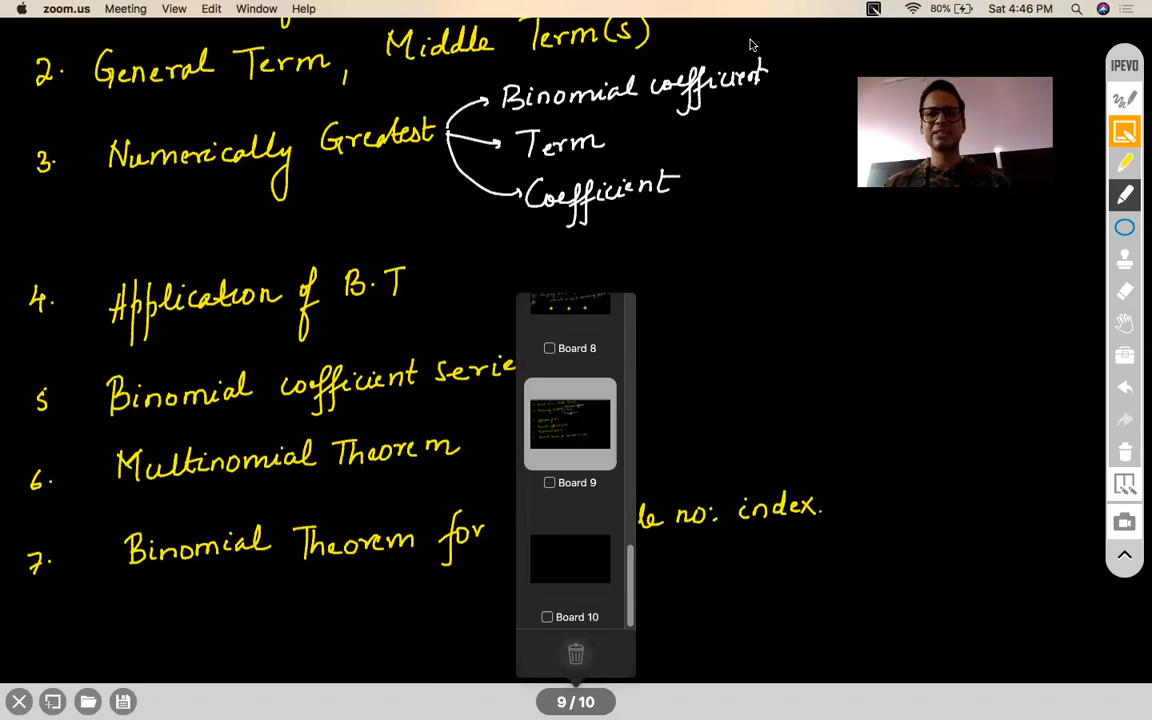 zoom.us Meeting View Edit Window Help 80% Sat 4:46 PM
IPEVO
2. General Term, Middle Term(s)
3. Numerically Greatest
Binomial coefficient
Term
Coefficient
4. Application of B.T
Board 8
5 Binomial coefficient serie
6. Multinomial Theorem
Board 9
7. Binomial Theorem for no: index.
Board 10
9 / 10